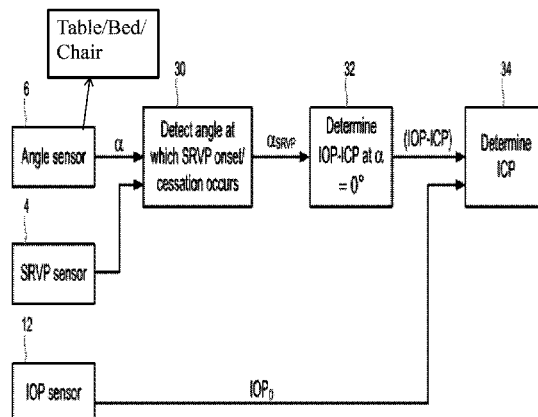 Table/Bed/
Chair
6
Angle sensor
α
30
Detect angle at
which SRVP onset/
cessation occurs
αSRVP
32
Determine
IOP-ICP at α
= 0°
(IOP-ICP)
34
Determine
ICP
4
SRVP sensor
12
IOP sensor
IOP₀